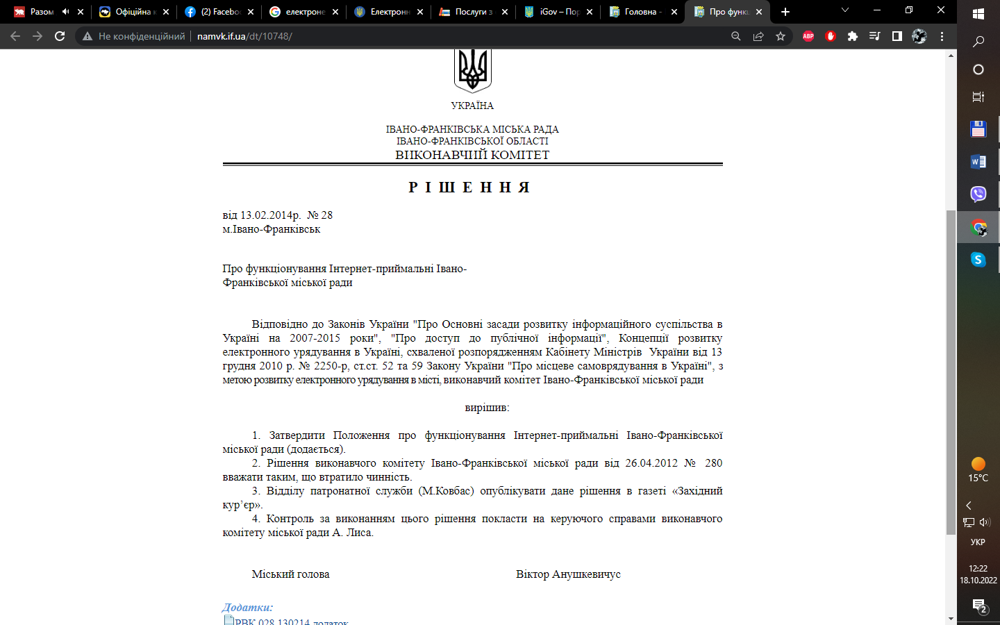 Разом
Офіційна к
(2) Facebo
електроне
Електронн
Послуги з
iGov – Пор
Головна -
Про функ
Не конфіденційний
namvk.if.ua/dt/10748/
ABP
УКРАЇНА
ІВАНО-ФРАНКІВСЬКА МІСЬКА РАДА
ІВАНО-ФРАНКІВСЬКОЇ ОБЛАСТІ
ВИКОНАВЧИЙ КОМІТЕТ
Р І Ш Е Н Н Я
від 13.02.2014р. № 28
м.Івано-Франківськ
Про функціонування Інтернет-приймальні Івано-
Франківської міської ради
Відповідно до Законів України "Про Основні засади розвитку інформаційного суспільства в
Україні на 2007-2015 роки", "Про доступ до публічної інформації", Концепції розвитку
електронного урядування в Україні, схваленої розпорядженням Кабінету Міністрів України від 13
грудня 2010 р. № 2250-р, ст.ст. 52 та 59 Закону України "Про місцеве самоврядування в Україні", з
метою розвитку електронного урядування в місті, виконавчий комітет Івано-Франківської міської ради
вирішив:
1. Затвердити Положення про функціонування Інтернет-приймальні Івано-Франківської
міської ради (додається).
2. Рішення виконавчого комітету Івано-Франківської міської ради від 26.04.2012 № 280
вважати таким, що втратило чинність.
3. Відділу патронатної служби (М.Ковбас) опублікувати дане рішення в газеті «Західний
кур’єр».
4. Контроль за виконанням цього рішення покласти на керуючого справами виконавчого
комітету міської ради А. Лиса.
Міський голова Віктор Анушкевичус
Додатки:
РВК 028 130214 додаток
15°C
УКР
12:22
18.10.2022
2